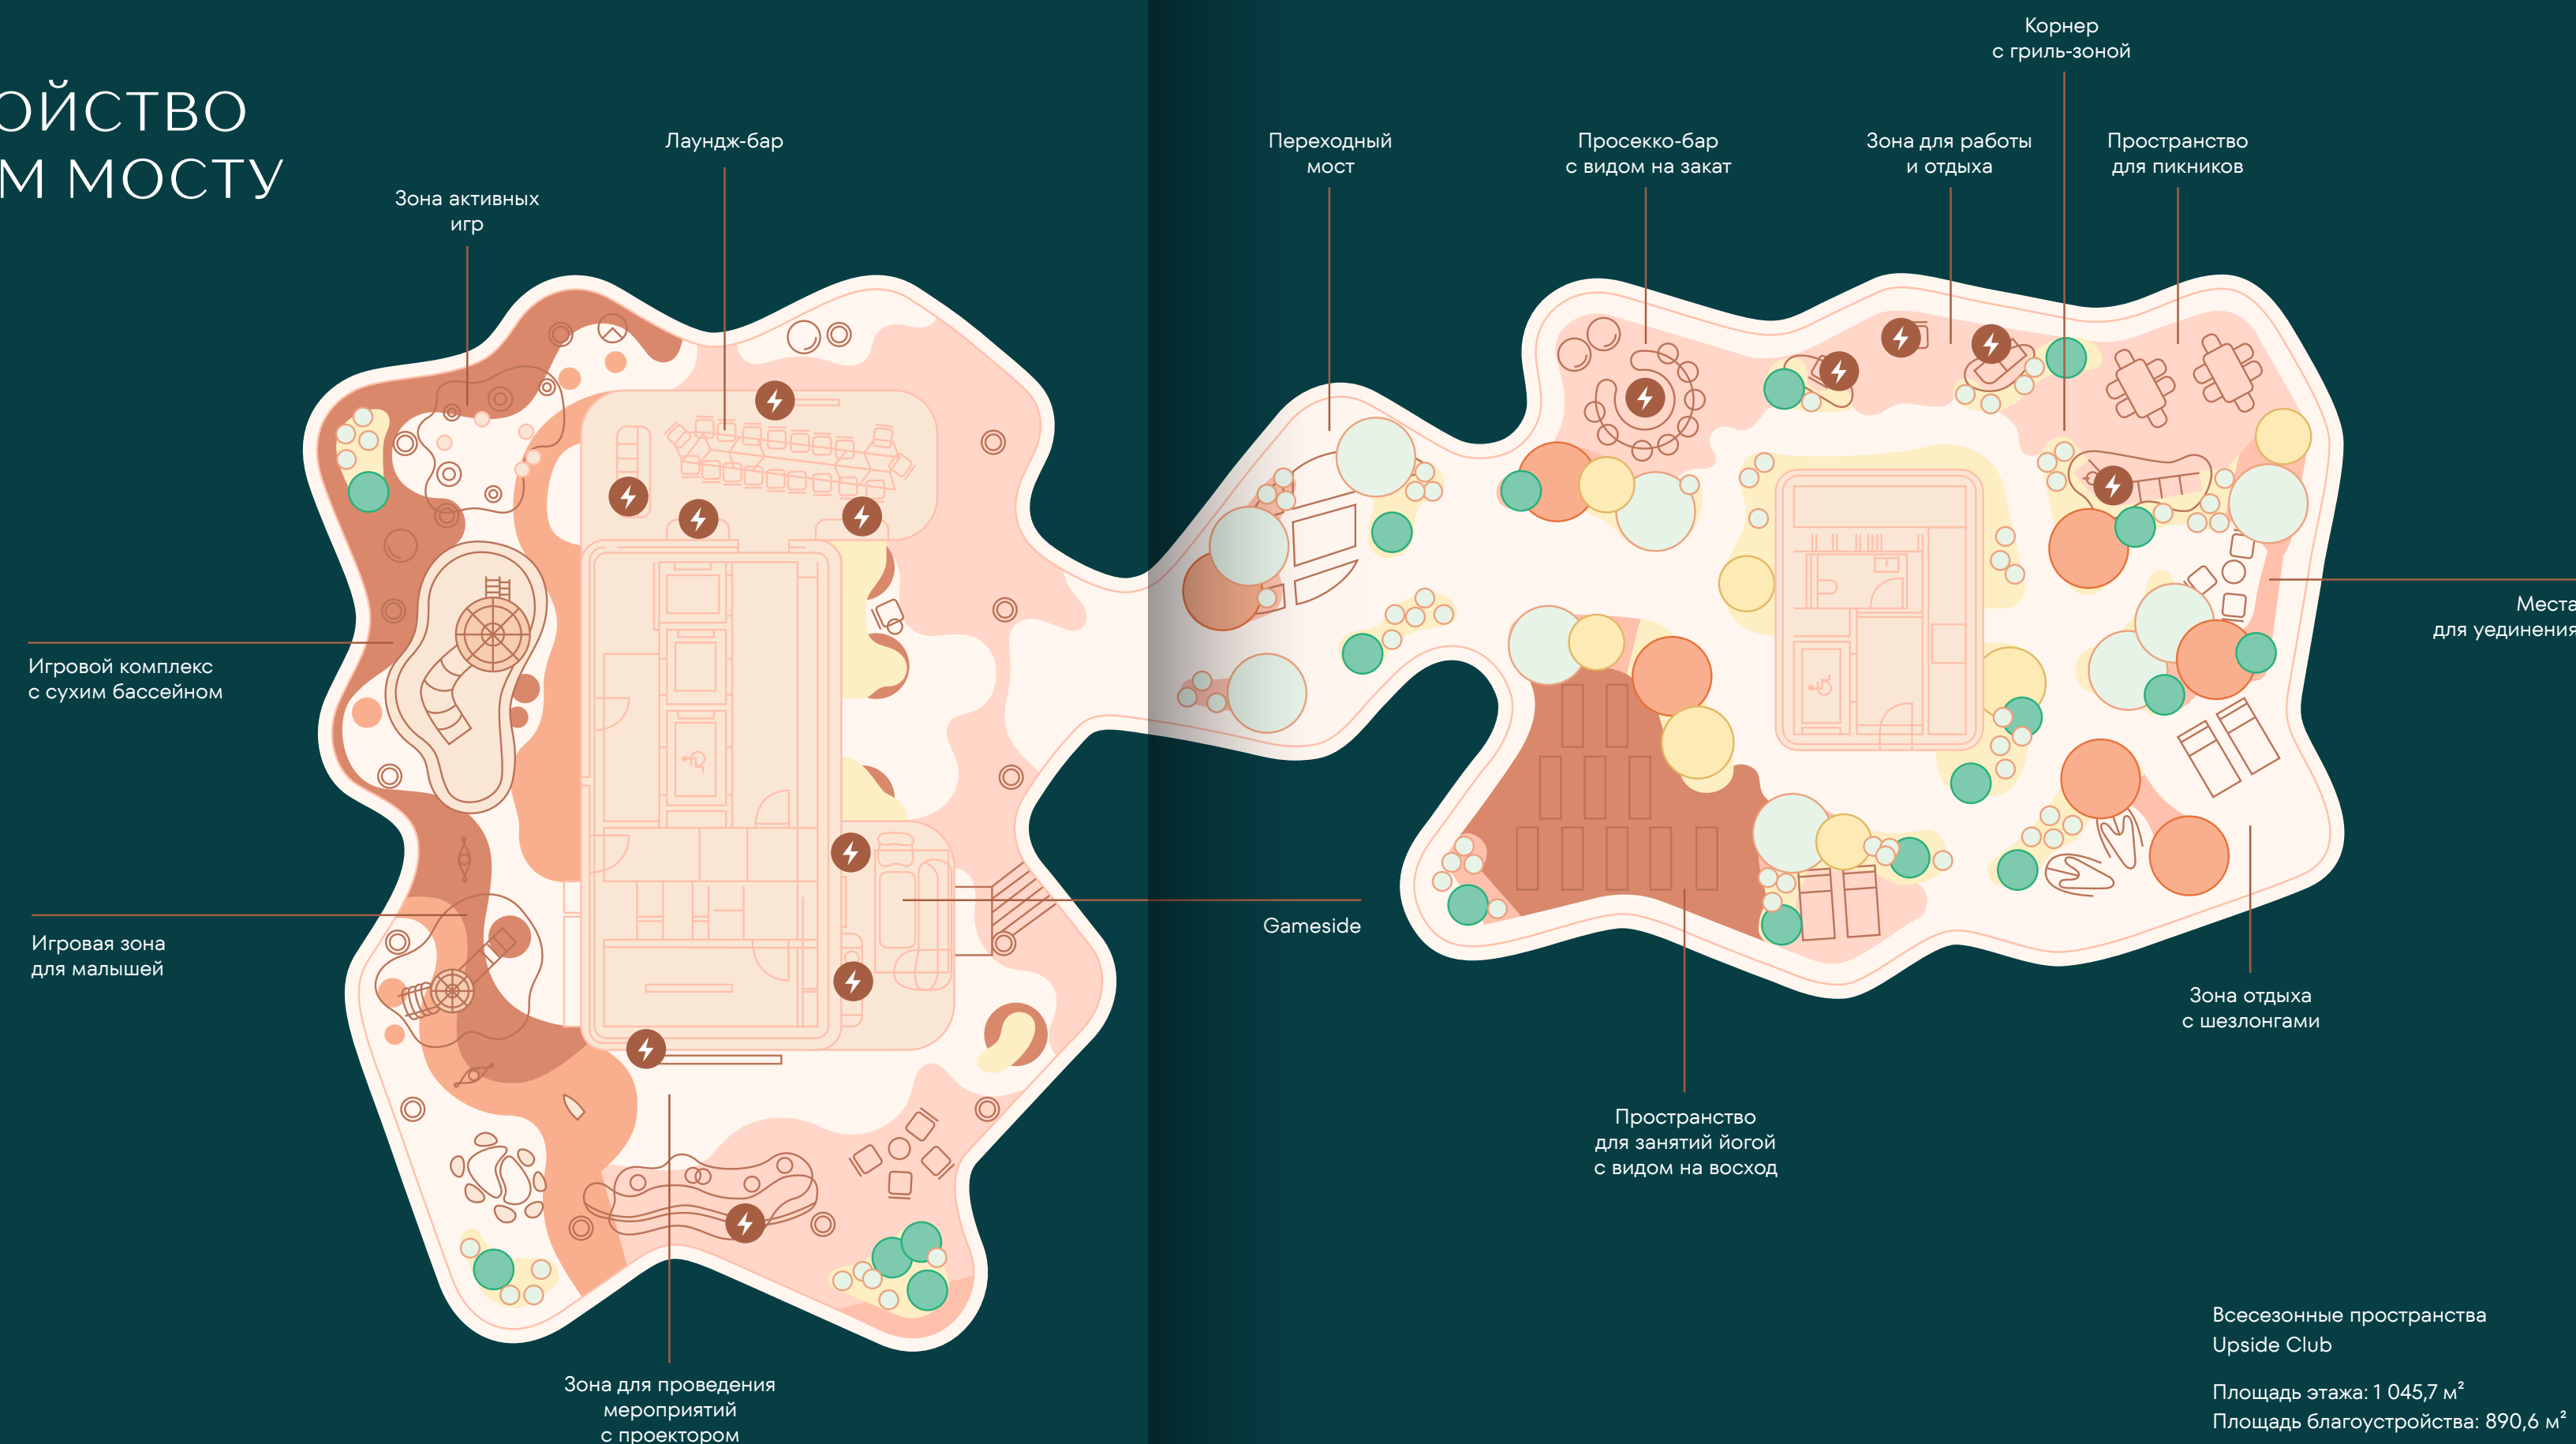 ОЙСТВО
М МОСТУ
Зона активных
игр
Лаундж-бар
Переходный
мост
Просекко-бар
с видом на закат
Зона для работы
и отдыха
Корнер
с гриль-зоной
Пространство
для пикников
Места
для уединения
Игровой комплекс
с сухим бассейном
Игровая зона
для малышей
Gameside
Зона отдыха
с шезлонгами
Пространство
для занятий йогой
с видом на восход
Зона для проведения
мероприятий
с проектором
Всесезонные пространства
Upside Club
Площадь этажа: 1 045,7 м²
Площадь благоустройства: 890,6 м²